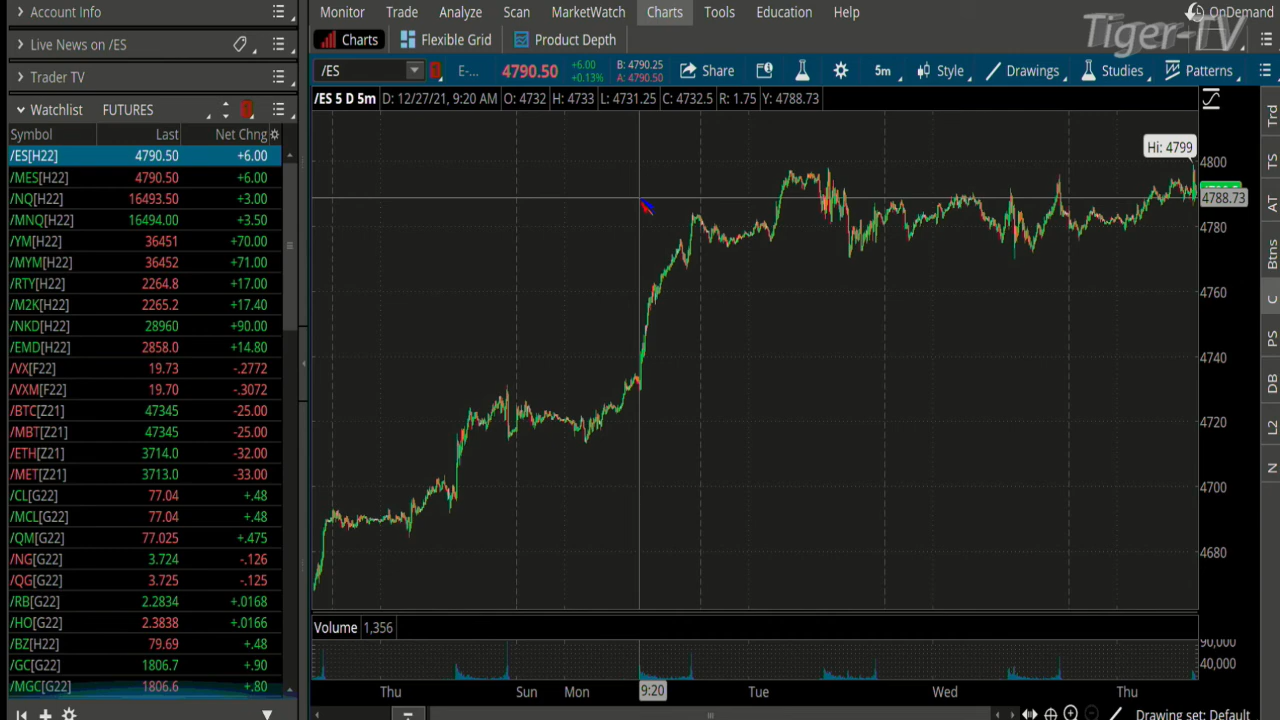 Account Info
Live News on /ES
Trader TV
Watchlist FUTURES
Symbol Last Net Chng
/ES[H22] 4790.50 +6.00
/MES[H22] 4790.50 +6.00
/NQ[H22] 16493.50 +3.00
/MNQ[H22] 16494.00 +3.50
/YM[H22] 36451 +70.00
/MYM[H22] 36452 +71.00
/RTY[H22] 2264.8 +17.00
/M2K[H22] 2265.2 +17.40
/NKD[H22] 28960 +90.00
/EMD[H22] 2858.0 +14.80
/VX[F22] 19.73 -.2772
/VXM[F22] 19.70 -.3072
/BTC[Z21] 47345 -25.00
/MBT[Z21] 47345 -25.00
/ETH[Z21] 3714.0 -32.00
/MET[Z21] 3713.0 -33.00
/CL[G22] 77.04 +.48
/MCL[G22] 77.04 +.48
/QM[G22] 77.025 +.475
/NG[G22] 3.724 -.126
/QG[G22] 3.725 -.125
/RB[G22] 2.2834 +.0168
/HO[G22] 2.3838 +.0166
/BZ[H22] 79.69 +.48
/GC[G22] 1806.7 +.90
/MGC[G22] 1806.6 +.80
Monitor Trade Analyze Scan MarketWatch Charts Tools Education Help
OnDemand
Tiger-TV
Charts Flexible Grid Product Depth
/ES E-... 4790.50 +6.00 +0.13% B: 4790.25 A: 4790.50 Share 5m Style Drawings Studies Patterns
/ES 5 D 5m D: 12/27/21, 9:20 AM O: 4732 H: 4733 L: 4731.25 C: 4732.5 R: 1.75 Y: 4788.73
Hi: 4799
4800
4788.73
4780
4760
4740
4720
4700
4680
Volume 1,356
90,000
40,000
Thu Sun Mon 9:20 Tue Wed Thu
Drawing set: Default
Trd
TS
AT
Btns
C
PS
DB
L2
N